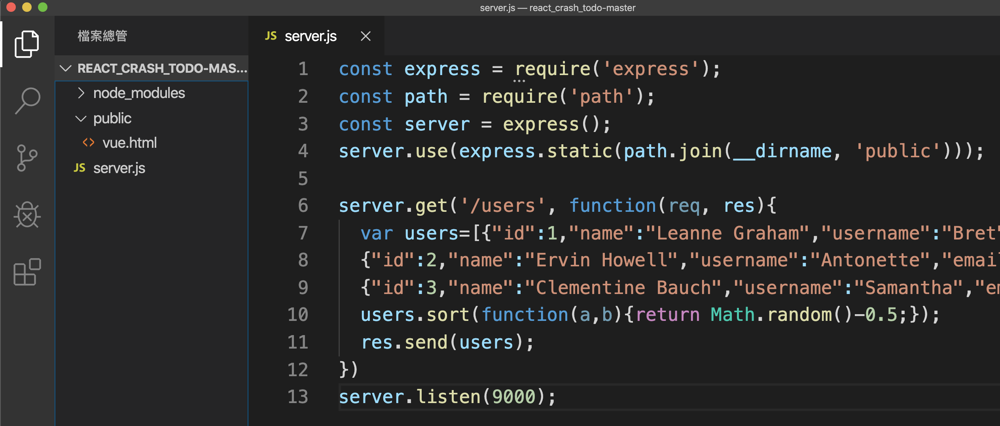 server.js — react_crash_todo-master
檔案總管
REACT_CRASH_TODO-MAS...
node_modules
public
<> vue.html
JS server.js
JS server.js
1 const express = require('express');
2 const path = require('path');
3 const server = express();
4 server.use(express.static(path.join(__dirname, 'public')));
5
6 server.get('/users', function(req, res){
7   var users=[{"id":1,"name":"Leanne Graham","username":"Bret"
8   {"id":2,"name":"Ervin Howell","username":"Antonette","email
9   {"id":3,"name":"Clementine Bauch","username":"Samantha","em
10   users.sort(function(a,b){return Math.random()-0.5;});
11   res.send(users);
12 })
13 server.listen(9000);